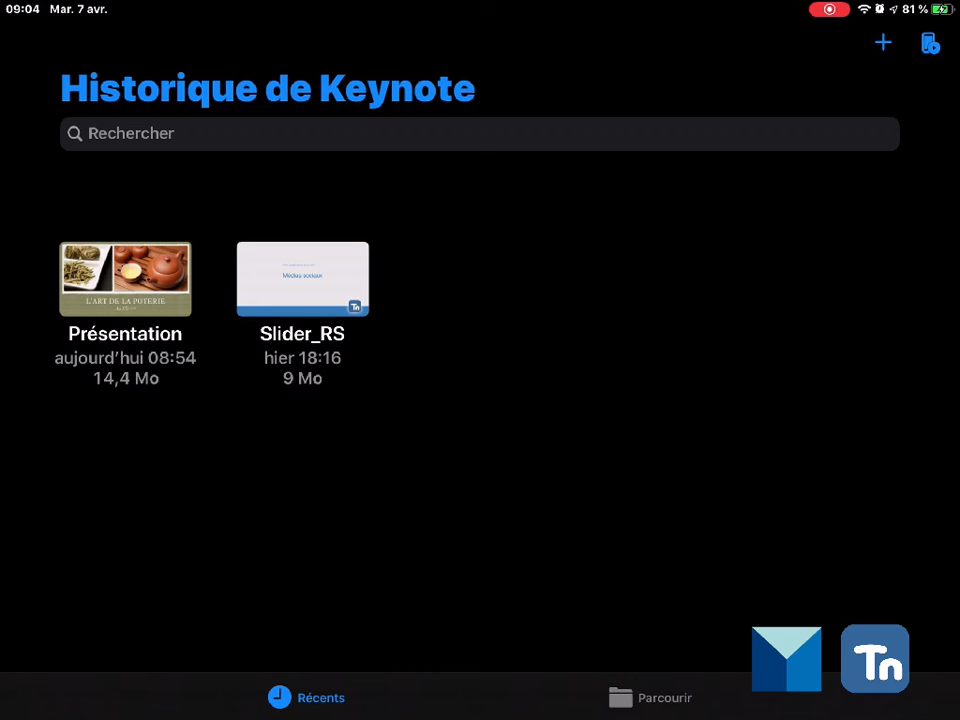 09:04 Mar. 7 avr.
81 %
Historique de Keynote
Rechercher
L'ART DE LA POTERIE
Médias sociaux
Tn
Présentation
Slider_RS
aujourd'hui 08:54
hier 18:16
14,4 Mo
9 Mo
Tn
Récents
Parcourir